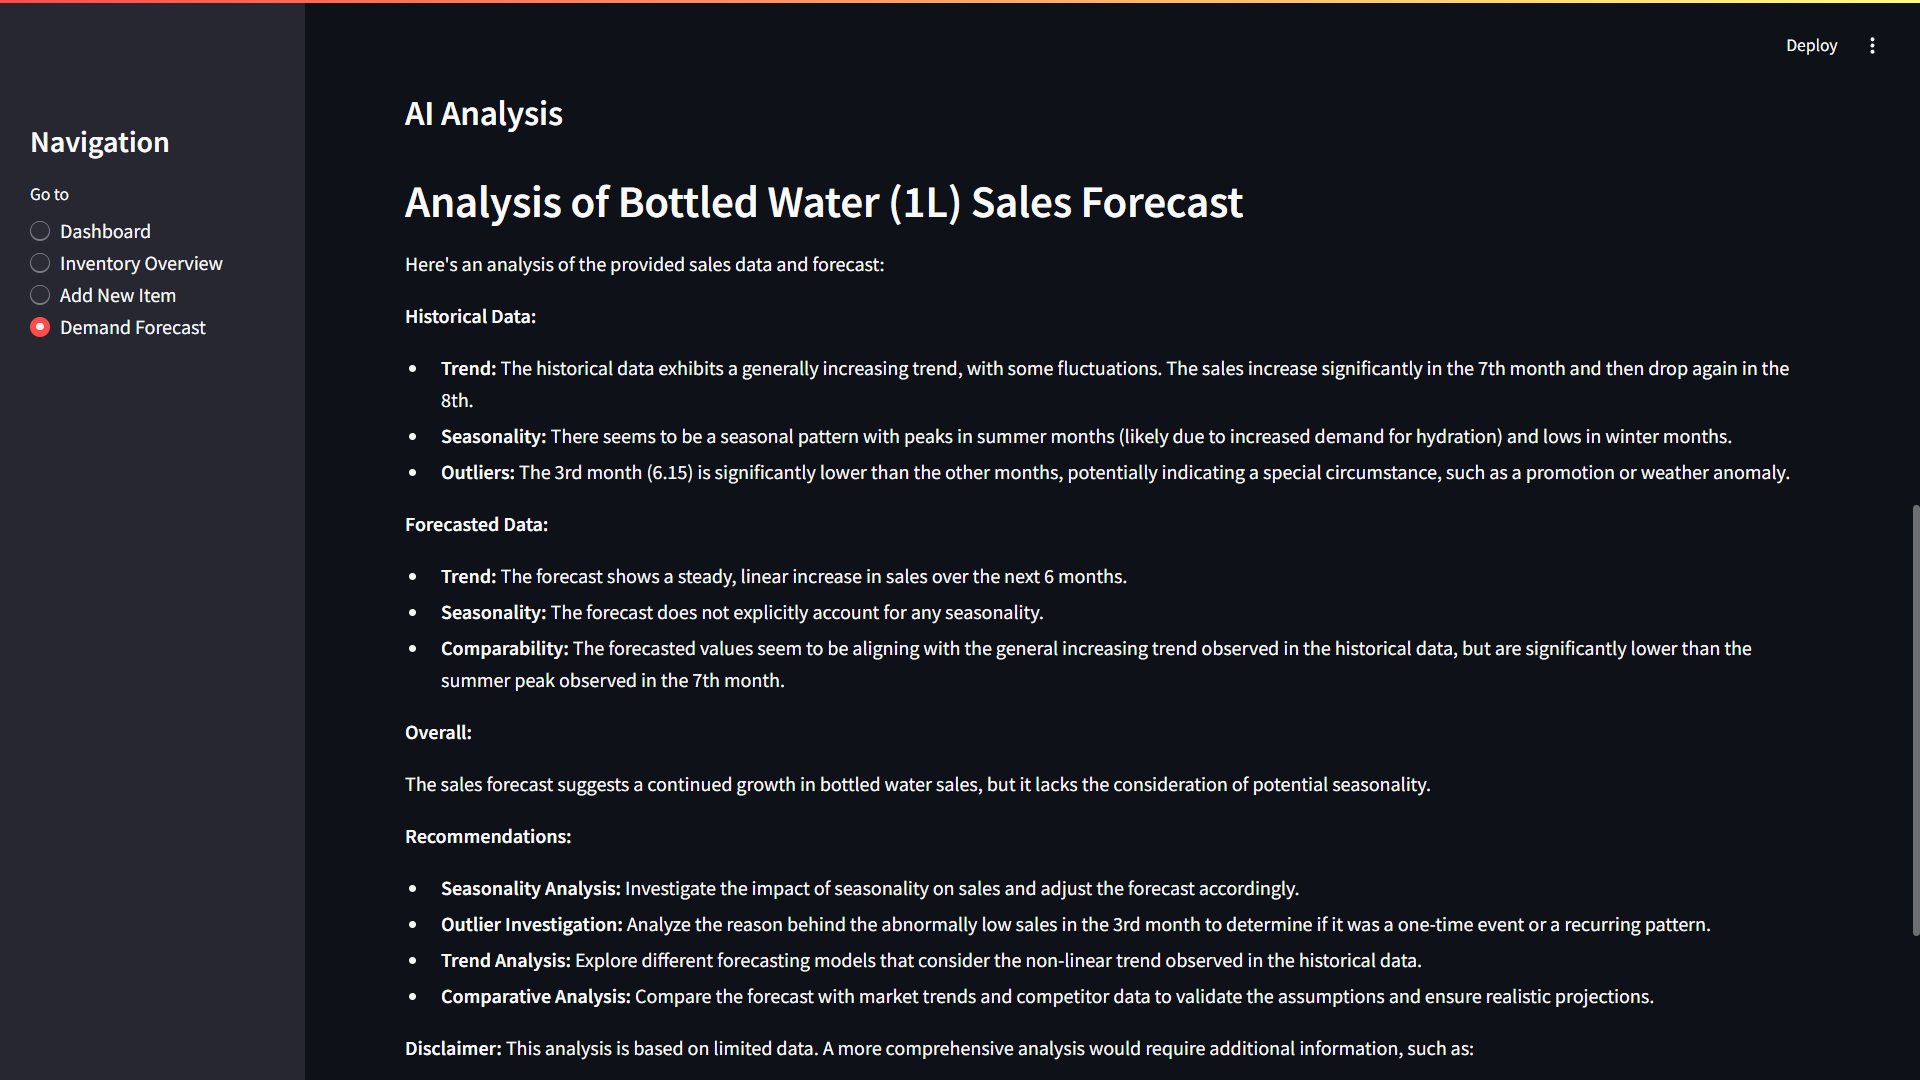 Deploy
Navigation
Go to
Dashboard
Inventory Overview
Add New Item
Demand Forecast
AI Analysis
Analysis of Bottled Water (1L) Sales Forecast
Here's an analysis of the provided sales data and forecast:
Historical Data:
• Trend: The historical data exhibits a generally increasing trend, with some fluctuations. The sales increase significantly in the 7th month and then drop again in the
8th.
• Seasonality: There seems to be a seasonal pattern with peaks in summer months (likely due to increased demand for hydration) and lows in winter months.
• Outliers: The 3rd month (6.15) is significantly lower than the other months, potentially indicating a special circumstance, such as a promotion or weather anomaly.
Forecasted Data:
• Trend: The forecast shows a steady, linear increase in sales over the next 6 months.
• Seasonality: The forecast does not explicitly account for any seasonality.
• Comparability: The forecasted values seem to be aligning with the general increasing trend observed in the historical data, but are significantly lower than the
summer peak observed in the 7th month.
Overall:
The sales forecast suggests a continued growth in bottled water sales, but it lacks the consideration of potential seasonality.
Recommendations:
• Seasonality Analysis: Investigate the impact of seasonality on sales and adjust the forecast accordingly.
• Outlier Investigation: Analyze the reason behind the abnormally low sales in the 3rd month to determine if it was a one-time event or a recurring pattern.
• Trend Analysis: Explore different forecasting models that consider the non-linear trend observed in the historical data.
• Comparative Analysis: Compare the forecast with market trends and competitor data to validate the assumptions and ensure realistic projections.
Disclaimer: This analysis is based on limited data. A more comprehensive analysis would require additional information, such as: